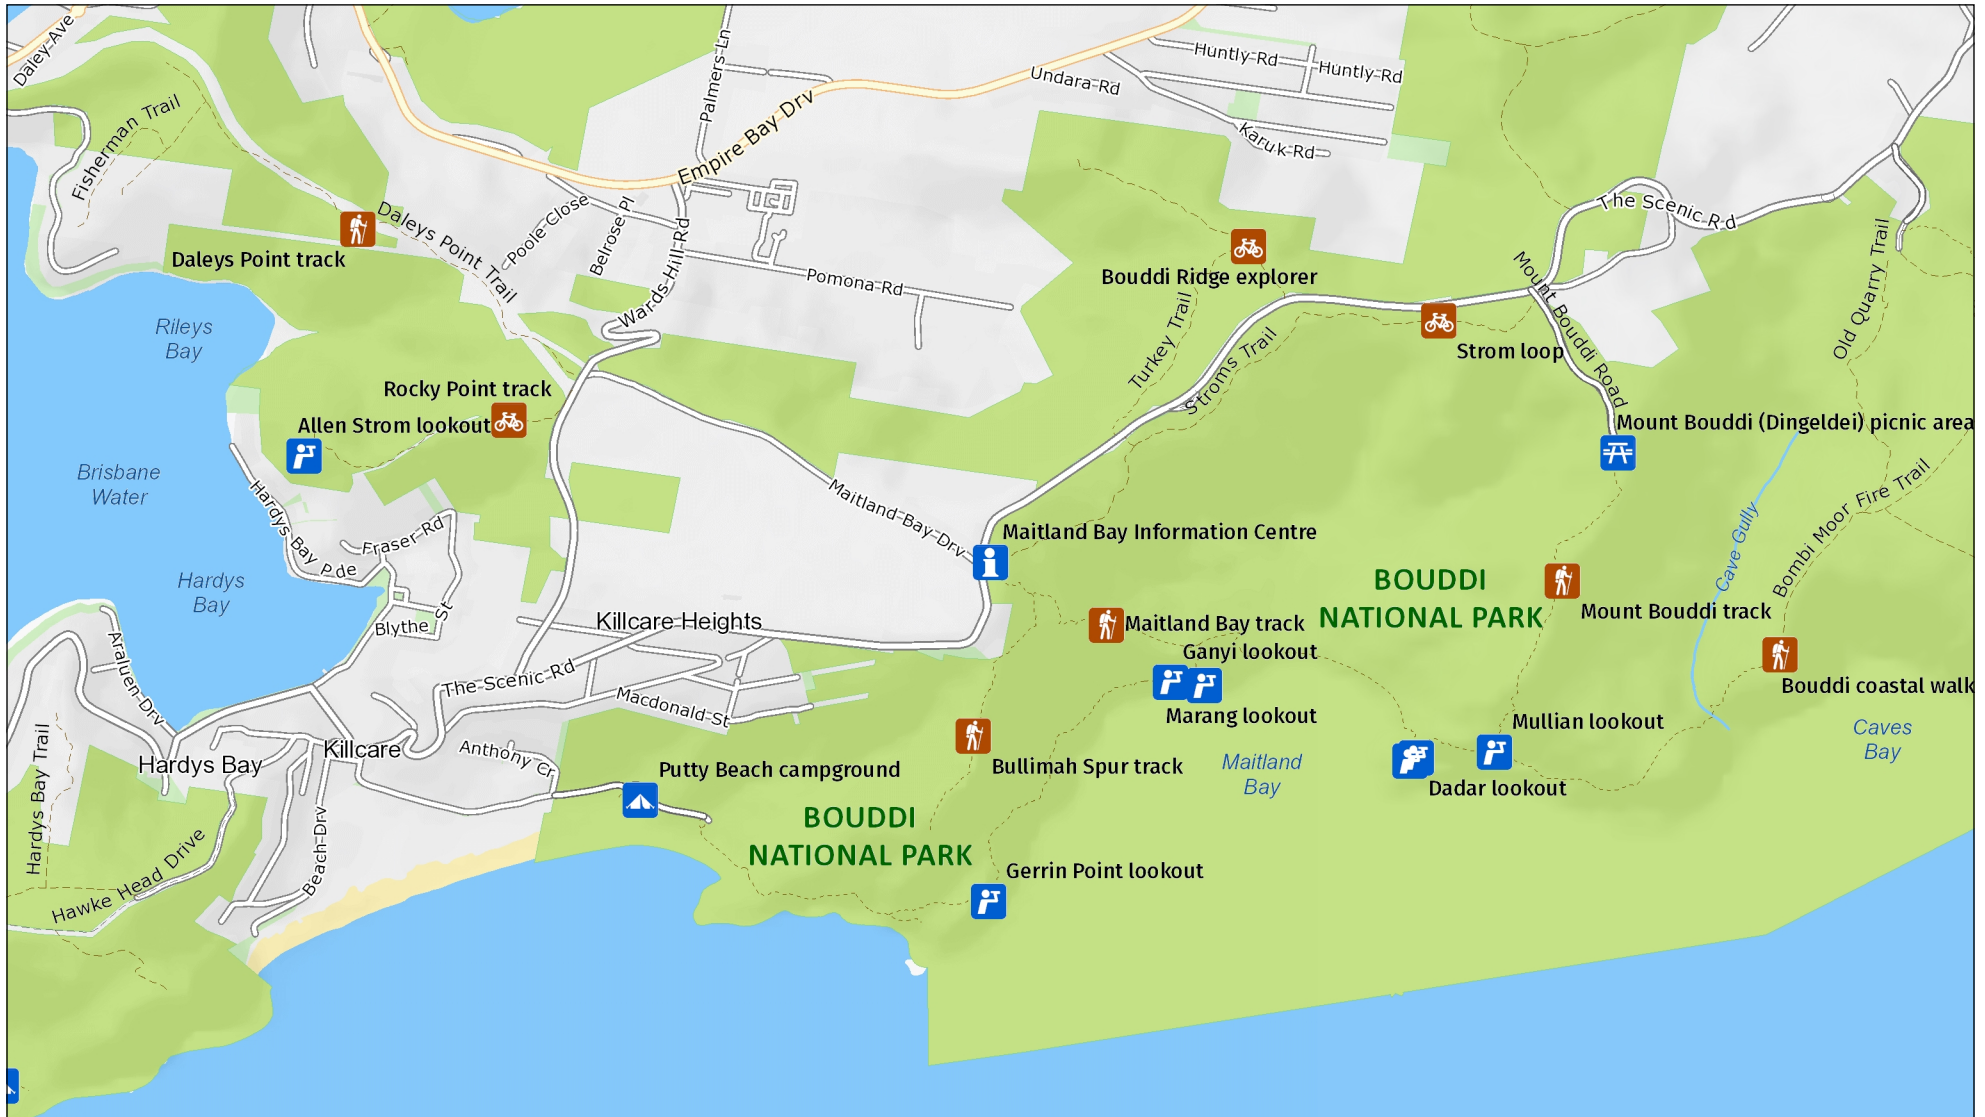 Daley Ave
Fisherman Trail
Palmers Ln
Huntly Rd
Huntly Rd
Undara Rd
Empire Bay Drv
Karuk Rd
Daleys Point Trail
Poole Close
Belrose Pl
Wards Hill Rd
The Scenic Rd
Daleys Point track
Pomona Rd
Bouddi Ridge explorer
Mount Bouddi Road
Old Quarry Trail
Rileys
Bay
Turkey Trail
Stroms Trail
Strom loop
Rocky Point track
Allen Strom lookout
Mount Bouddi (Dingeldei) picnic area
Brisbane
Water
Hardys Bay Pde
Fraser Rd
Maitland Bay Drv
Maitland Bay Information Centre
Cave Gully
Bombi Moor Fire Trail
Hardys
Bay
BOUDDI
NATIONAL PARK
Mount Bouddi track
Blythe St
Killcare Heights
Maitland Bay track
Ganyi lookout
Araluen Drv
The Scenic Rd
Macdonald St
Marang lookout
Bouddi coastal walk
Mullian lookout
Caves
Bay
Hardys Bay Trail
Hardys Bay
Killcare
Anthony Cr
Putty Beach campground
Bullimah Spur track
Maitland
Bay
Dadar lookout
BOUDDI
NATIONAL PARK
Hawke Head Drive
Beach Drv
Gerrin Point lookout